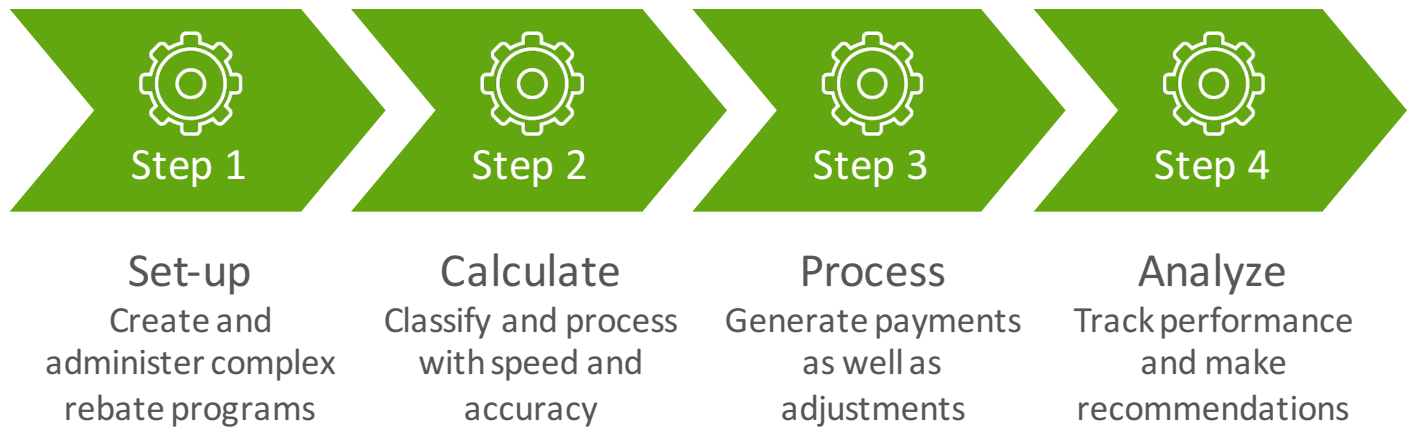 Step 1
Step 2
Step 3
Step 4
Set-up
Create and
administer complex
rebate programs
Calculate
Classify and process
with speed and
accuracy
Process
Generate payments
as well as
adjustments
Analyze
Track performance
and make
recommendations